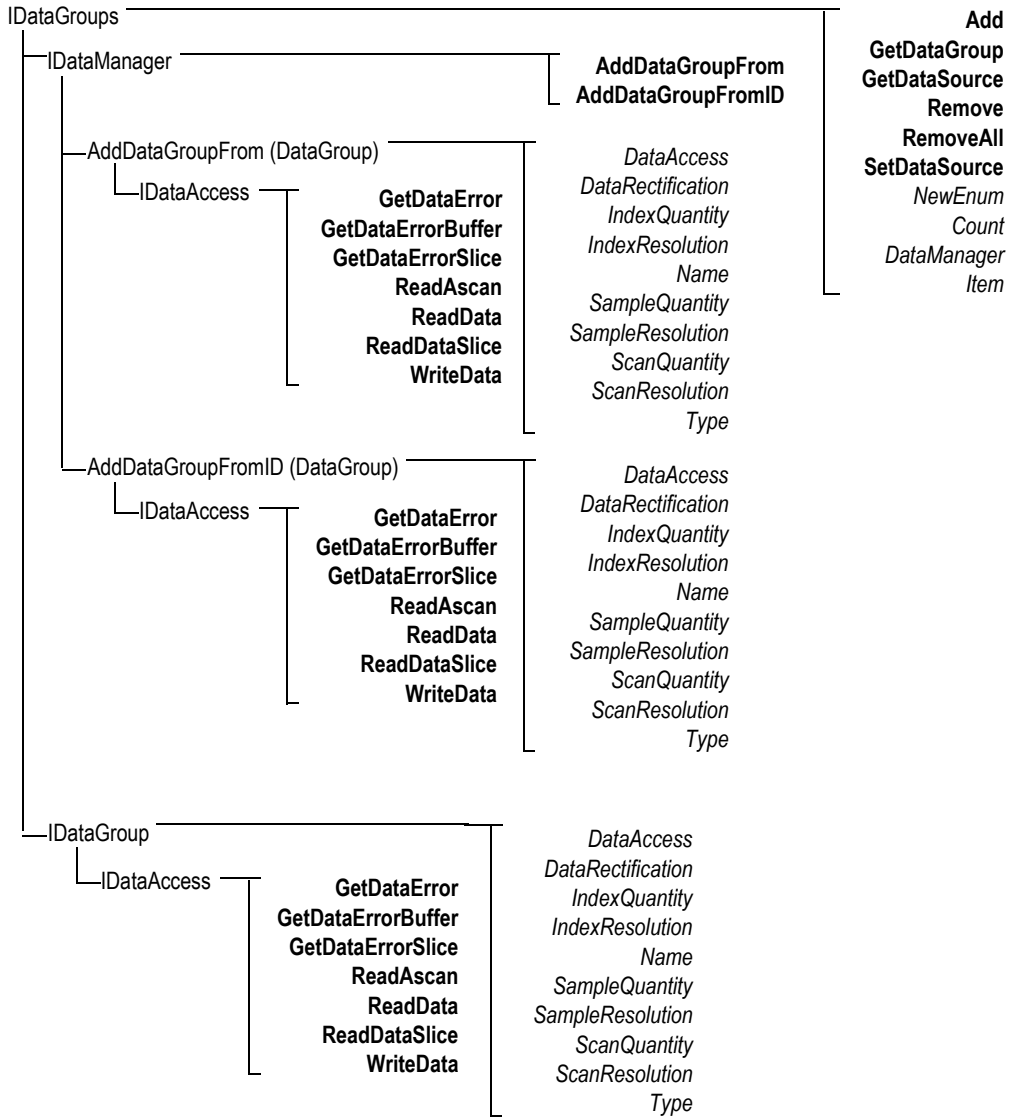 IDataGroups
Add
GetDataGroup
GetDataSource
Remove
RemoveAll
SetDataSource
NewEnum
Count
DataManager
Item
IDataManager
AddDataGroupFrom
AddDataGroupFromID
AddDataGroupFrom (DataGroup)
IDataAccess
GetDataError
GetDataErrorBuffer
GetDataErrorSlice
ReadAscan
ReadData
ReadDataSlice
WriteData
DataAccess
DataRectification
IndexQuantity
IndexResolution
Name
SampleQuantity
SampleResolution
ScanQuantity
ScanResolution
Type
AddDataGroupFromID (DataGroup)
IDataAccess
GetDataError
GetDataErrorBuffer
GetDataErrorSlice
ReadAscan
ReadData
ReadDataSlice
WriteData
DataAccess
DataRectification
IndexQuantity
IndexResolution
Name
SampleQuantity
SampleResolution
ScanQuantity
ScanResolution
Type
IDataGroup
IDataAccess
GetDataError
GetDataErrorBuffer
GetDataErrorSlice
ReadAscan
ReadData
ReadDataSlice
WriteData
DataAccess
DataRectification
IndexQuantity
IndexResolution
Name
SampleQuantity
SampleResolution
ScanQuantity
ScanResolution
Type